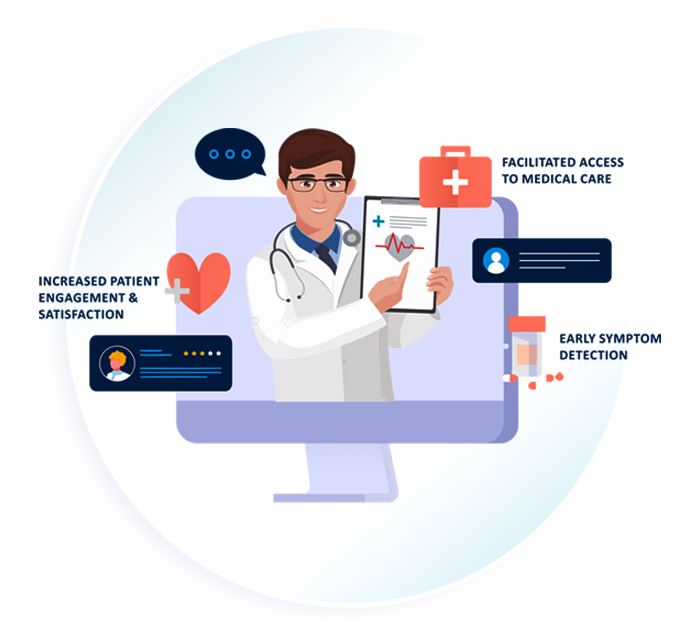 FACILITATED ACCESS
TO MEDICAL CARE
INCREASED PATIENT
ENGAGEMENT &
SATISFACTION
EARLY SYMPTOM
DETECTION